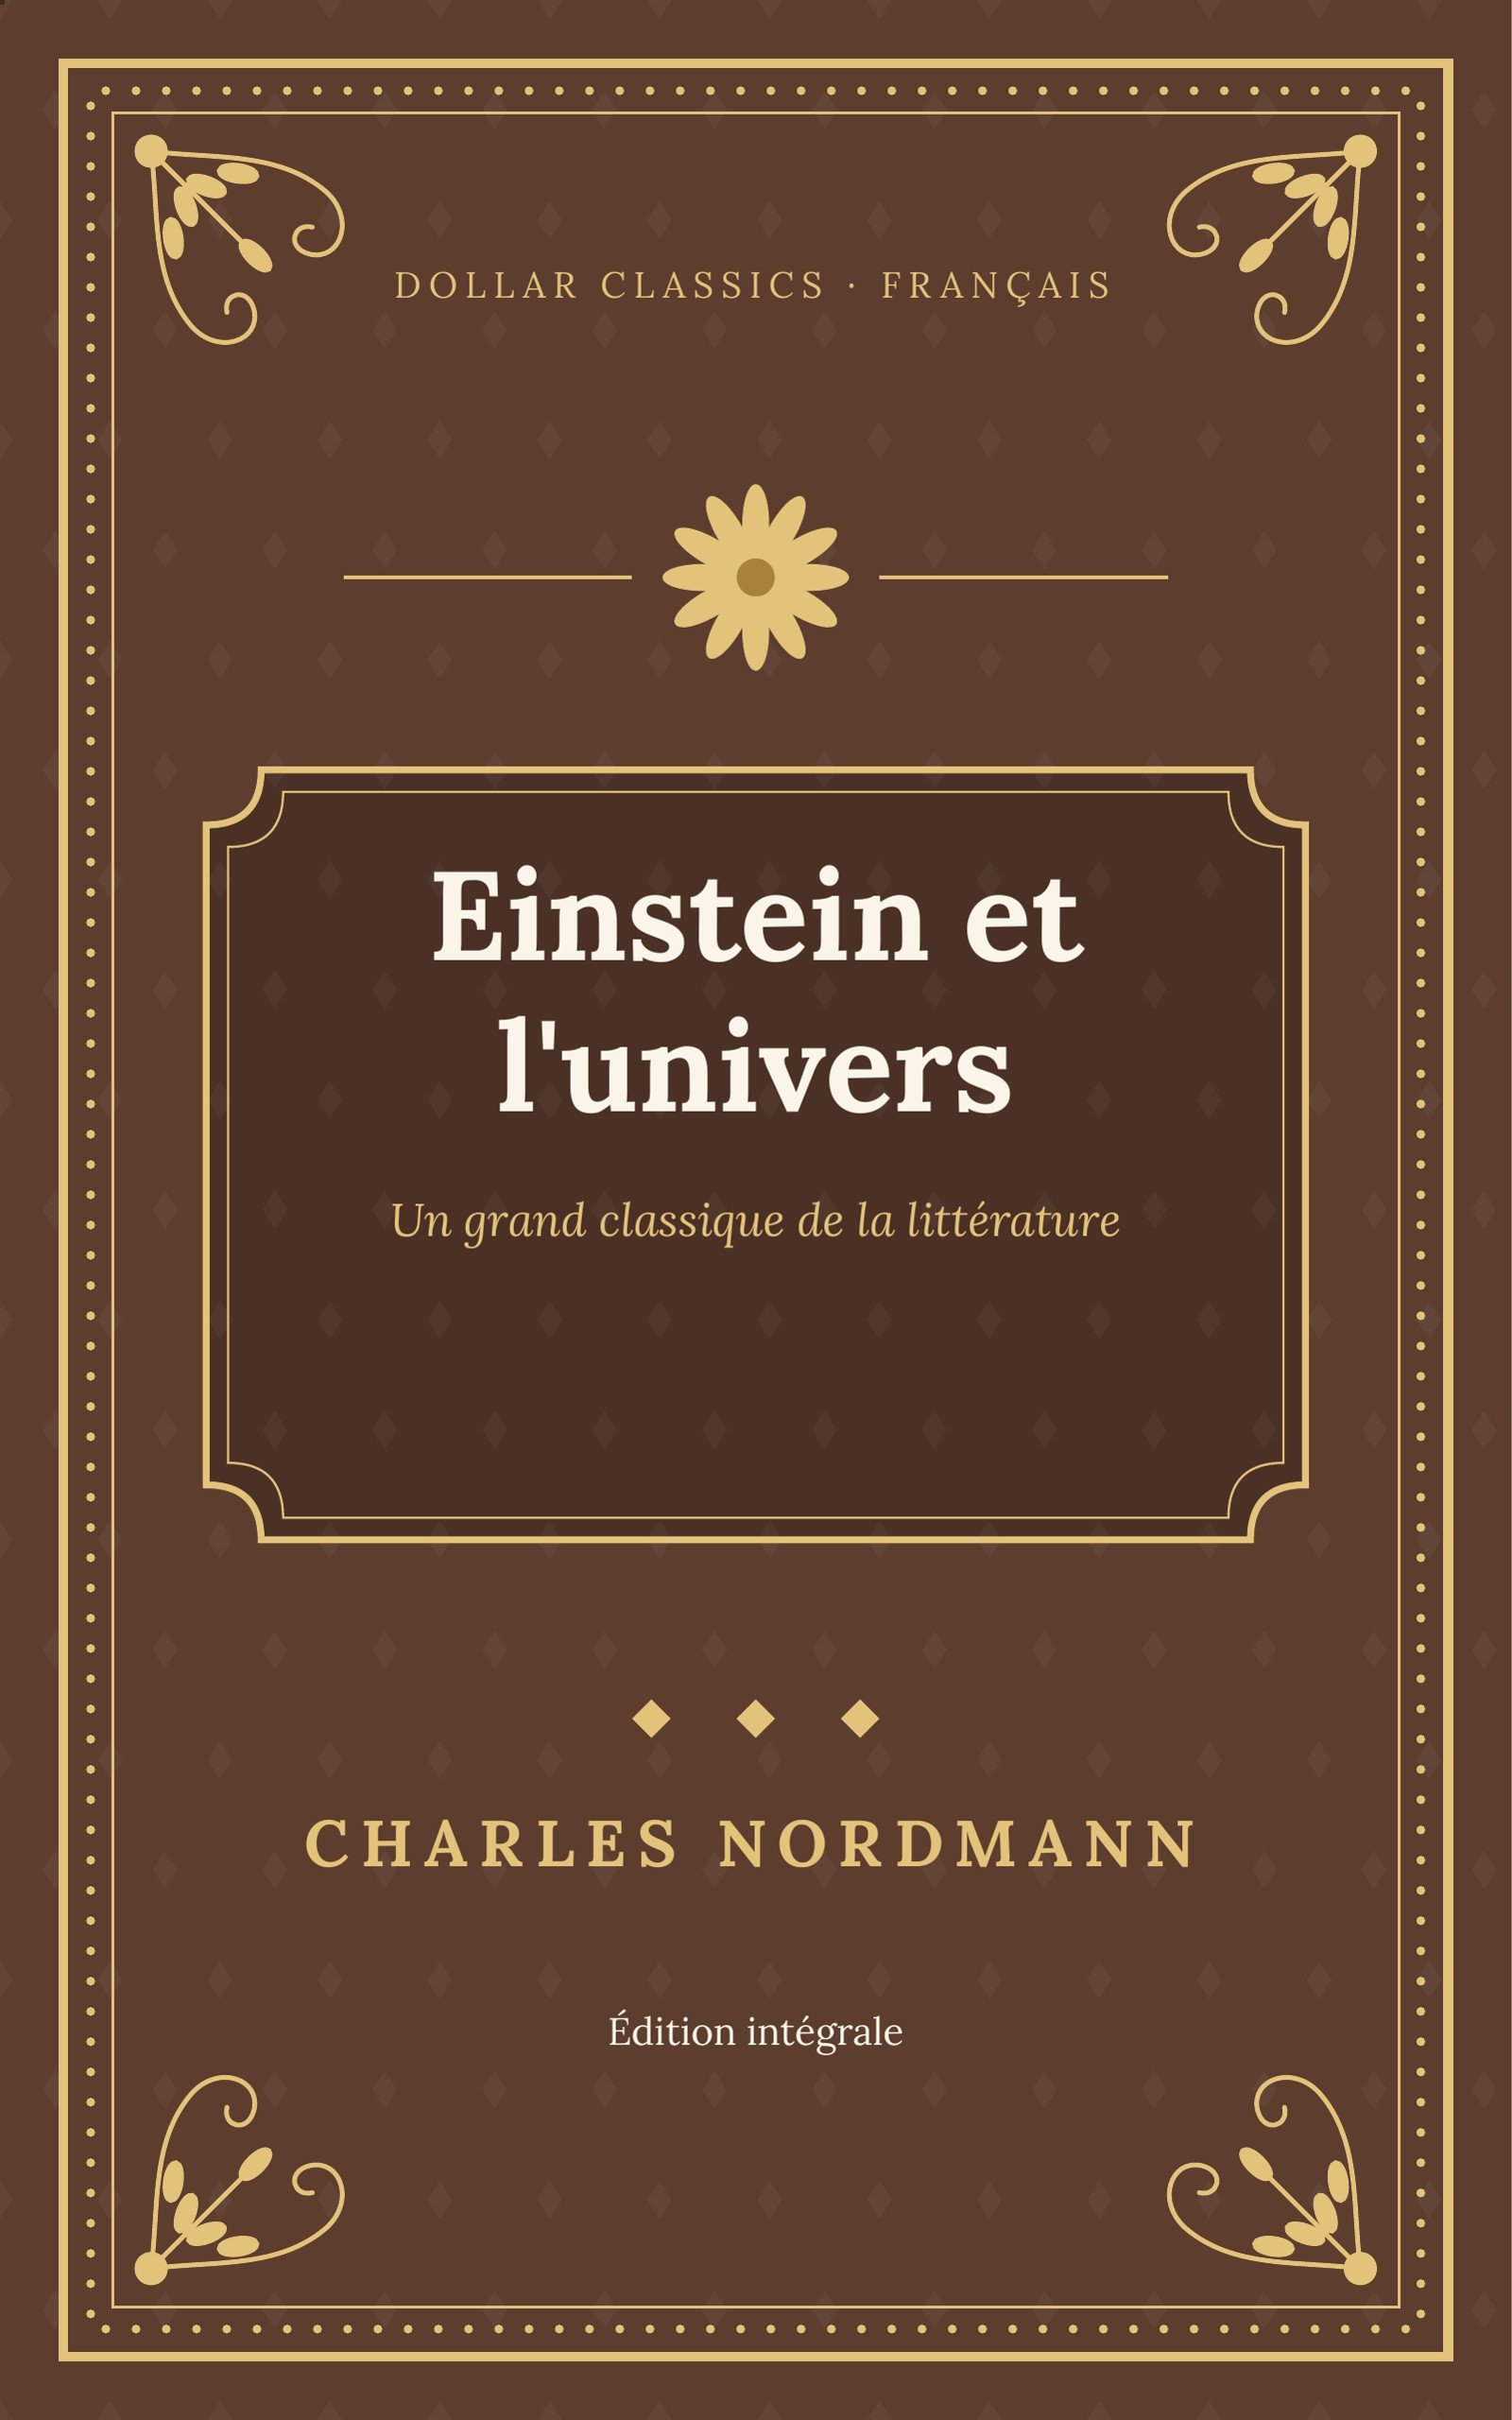 DOLLAR CLASSICS · FRANÇAIS
Einstein et
l'univers
Un grand classique de la littérature
CHARLES NORDMANN
Édition intégrale